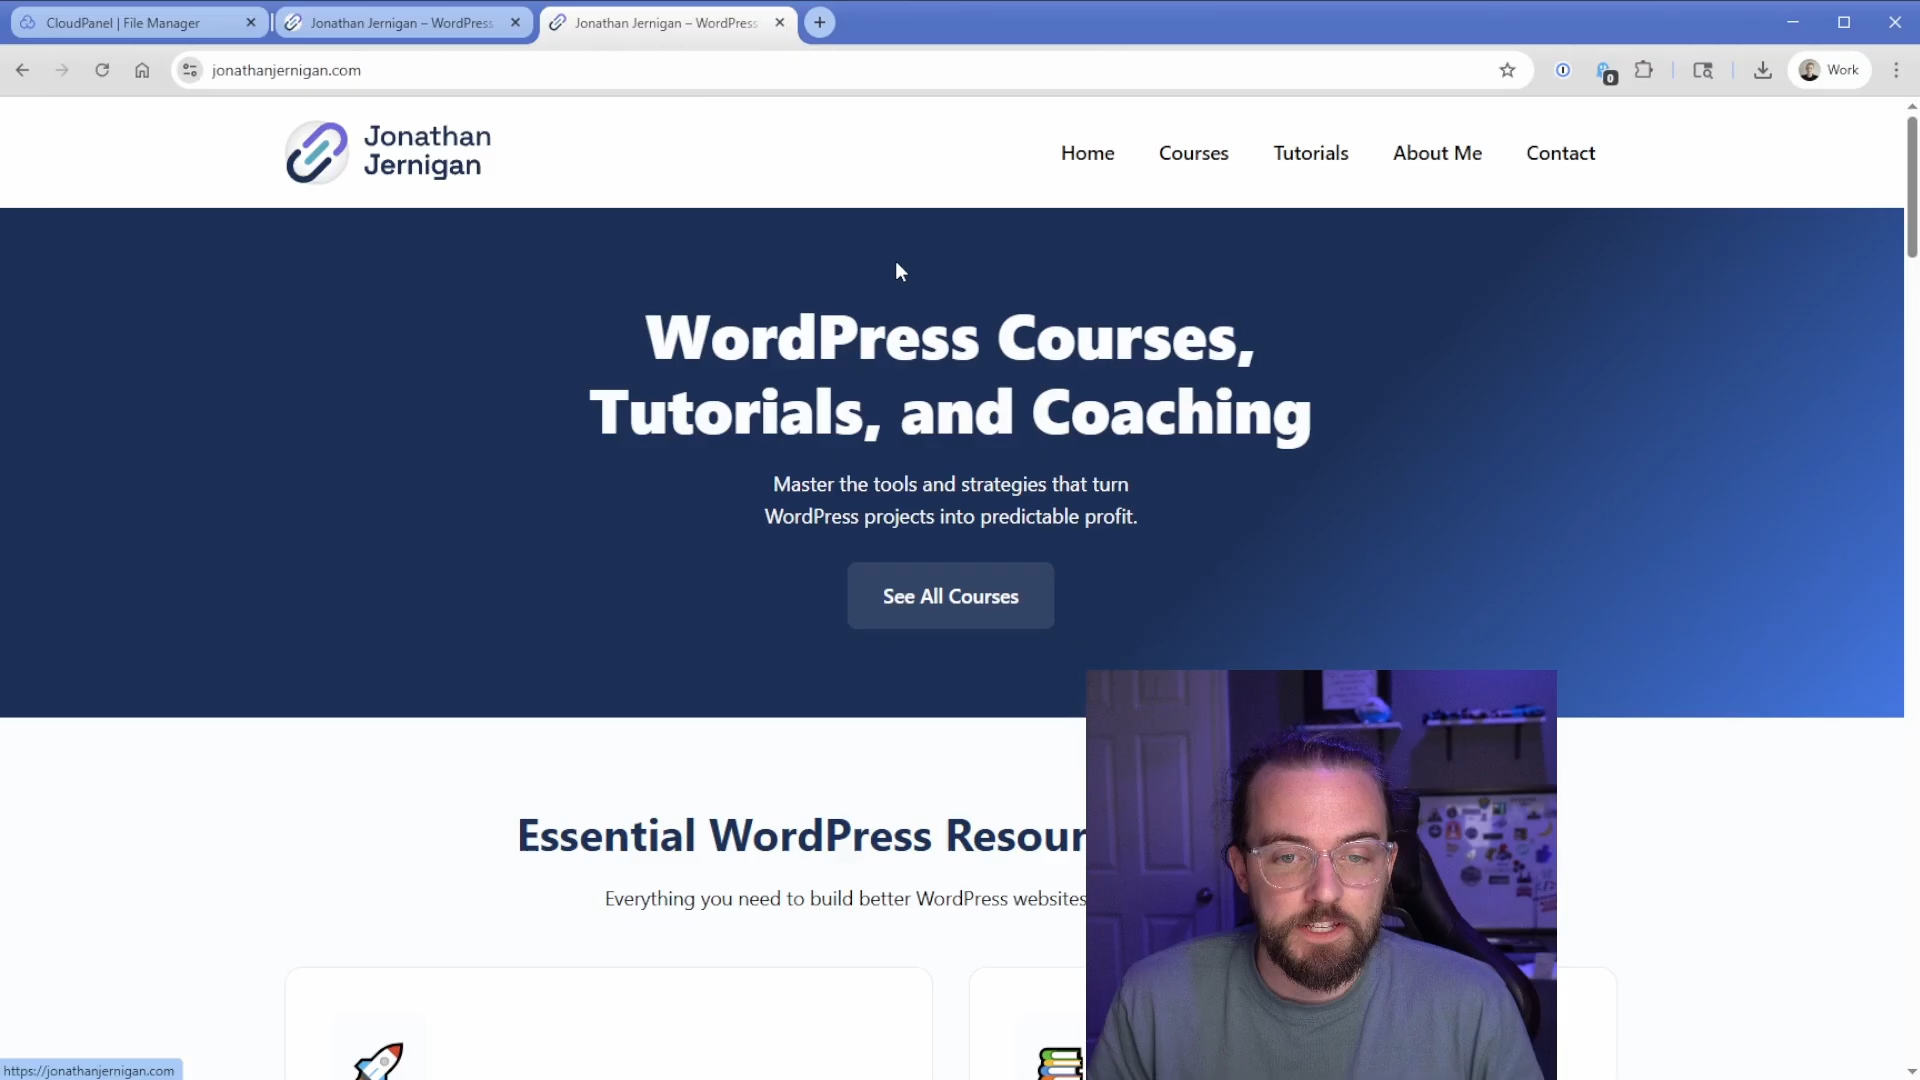 CloudPanel | File Manager
Jonathan Jernigan – WordPress
Jonathan Jernigan – WordPress
jonathanjernigan.com
0
Work
Jonathan
Jernigan
Home
Courses
Tutorials
About Me
Contact
WordPress Courses,
Tutorials, and Coaching
Master the tools and strategies that turn
WordPress projects into predictable profit.
See All Courses
Essential WordPress Resour
Everything you need to build better WordPress websites
https://jonathanjernigan.com